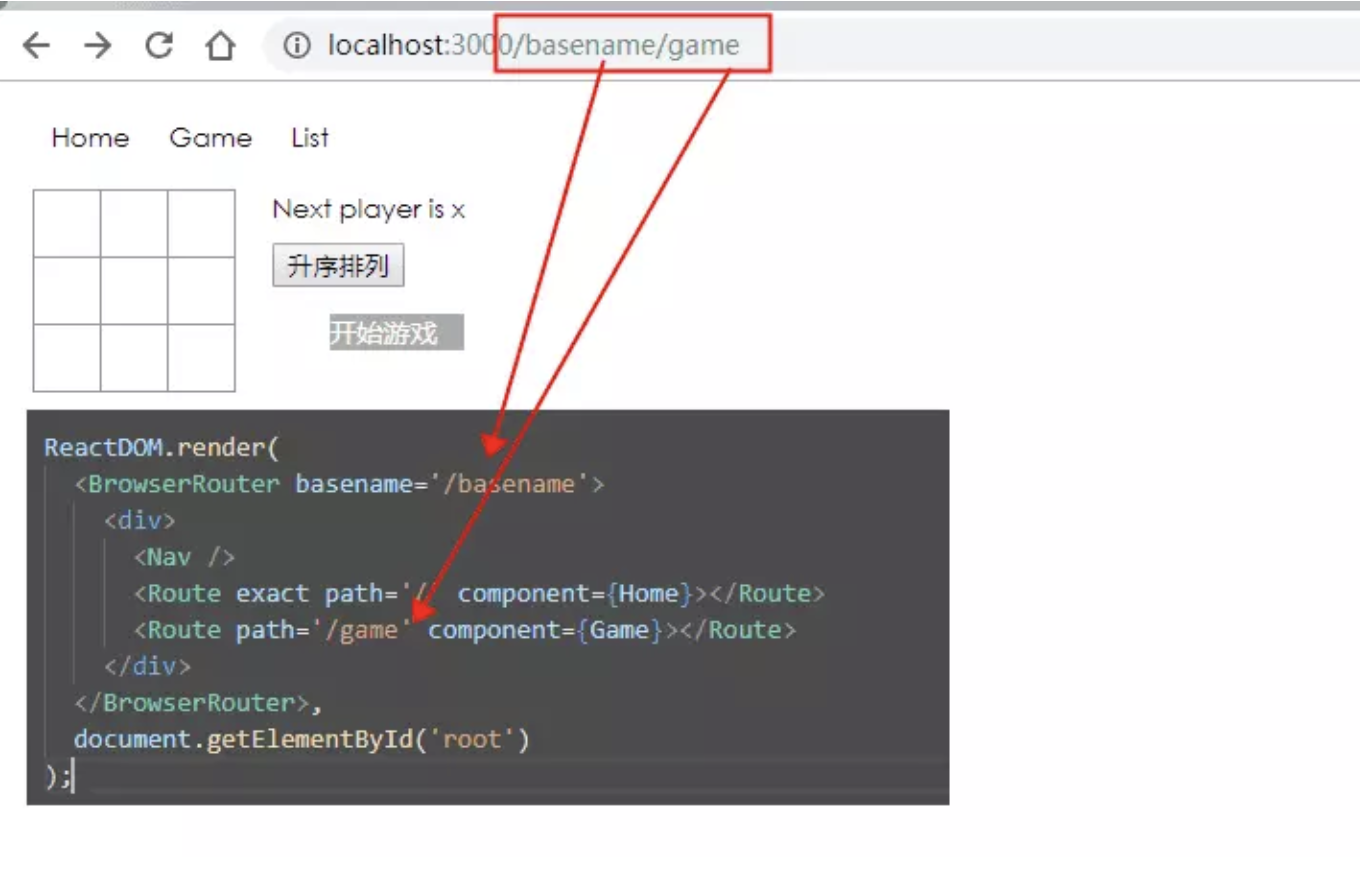 localhost:3000/basename/game
Home Game List
Next player is x
升序排列
开始游戏
ReactDOM.render(
<BrowserRouter basename='/basename'>
<div>
<Nav />
<Route exact path='/' component={Home}></Route>
<Route path='/game' component={Game}></Route>
</div>
</BrowserRouter>,
document.getElementById('root')
);